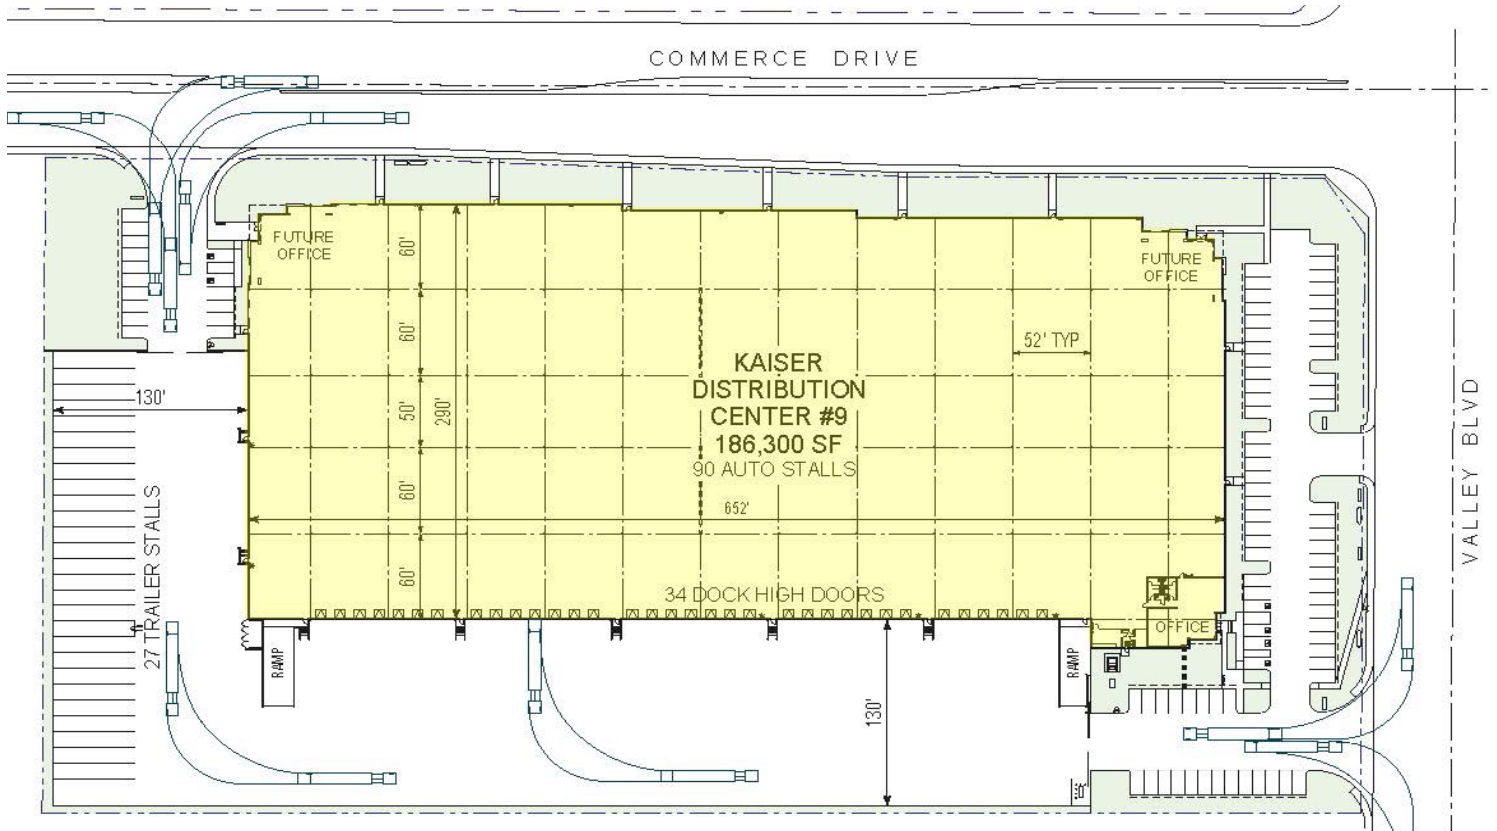 COMMERCE DRIVE
FUTURE
OFFICE
60'
FUTURE
OFFICE
60'
52' TYP
KAISER
DISTRIBUTION
CENTER #9
186,300 SF
90 AUTO STALLS
130'
50'
290'
VALLEY BLVD
60'
652'
27 TRAILER STALLS
60'
34 DOCK HIGH DOORS
OFFICE
RAMP
RAMP
130'